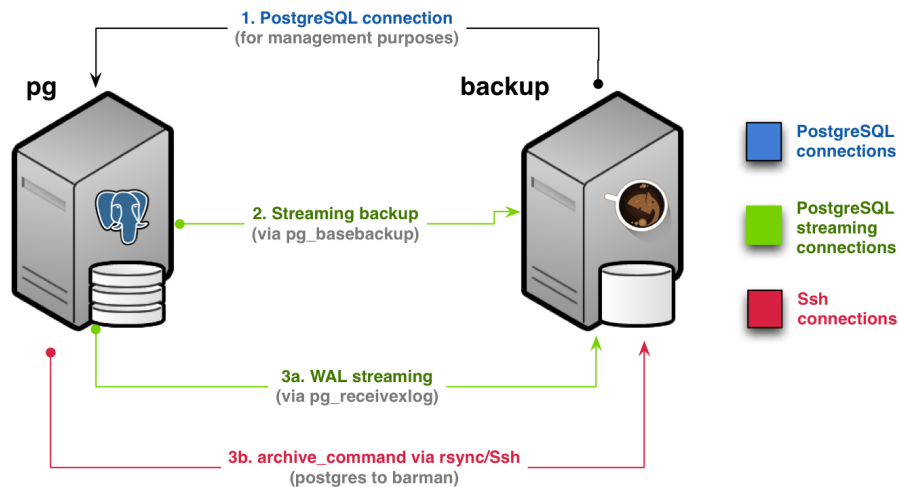 1. PostgreSQL connection
(for management purposes)
pg
backup
PostgreSQL
connections
2. Streaming backup
(via pg_basebackup)
PostgreSQL
streaming
connections
Ssh
connections
3a. WAL streaming
(via pg_receivexlog)
3b. archive_command via rsync/Ssh
(postgres to barman)